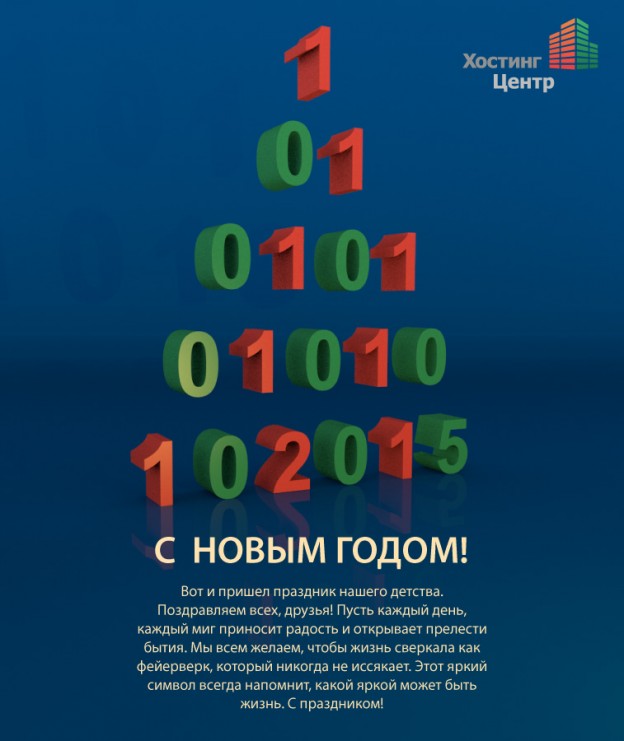 Хостинг
Центр
1
01
0101
01010
102015
С НОВЫМ ГОДОМ!
Вот и пришел праздник нашего детства.
Поздравляем всех, друзья! Пусть каждый день,
каждый миг приносит радость и открывает прелести
бытия. Мы всем желаем, чтобы жизнь сверкала как
фейерверк, который никогда не иссякает. Этот яркий
символ всегда напомнит, какой яркой может быть
жизнь. С праздником!